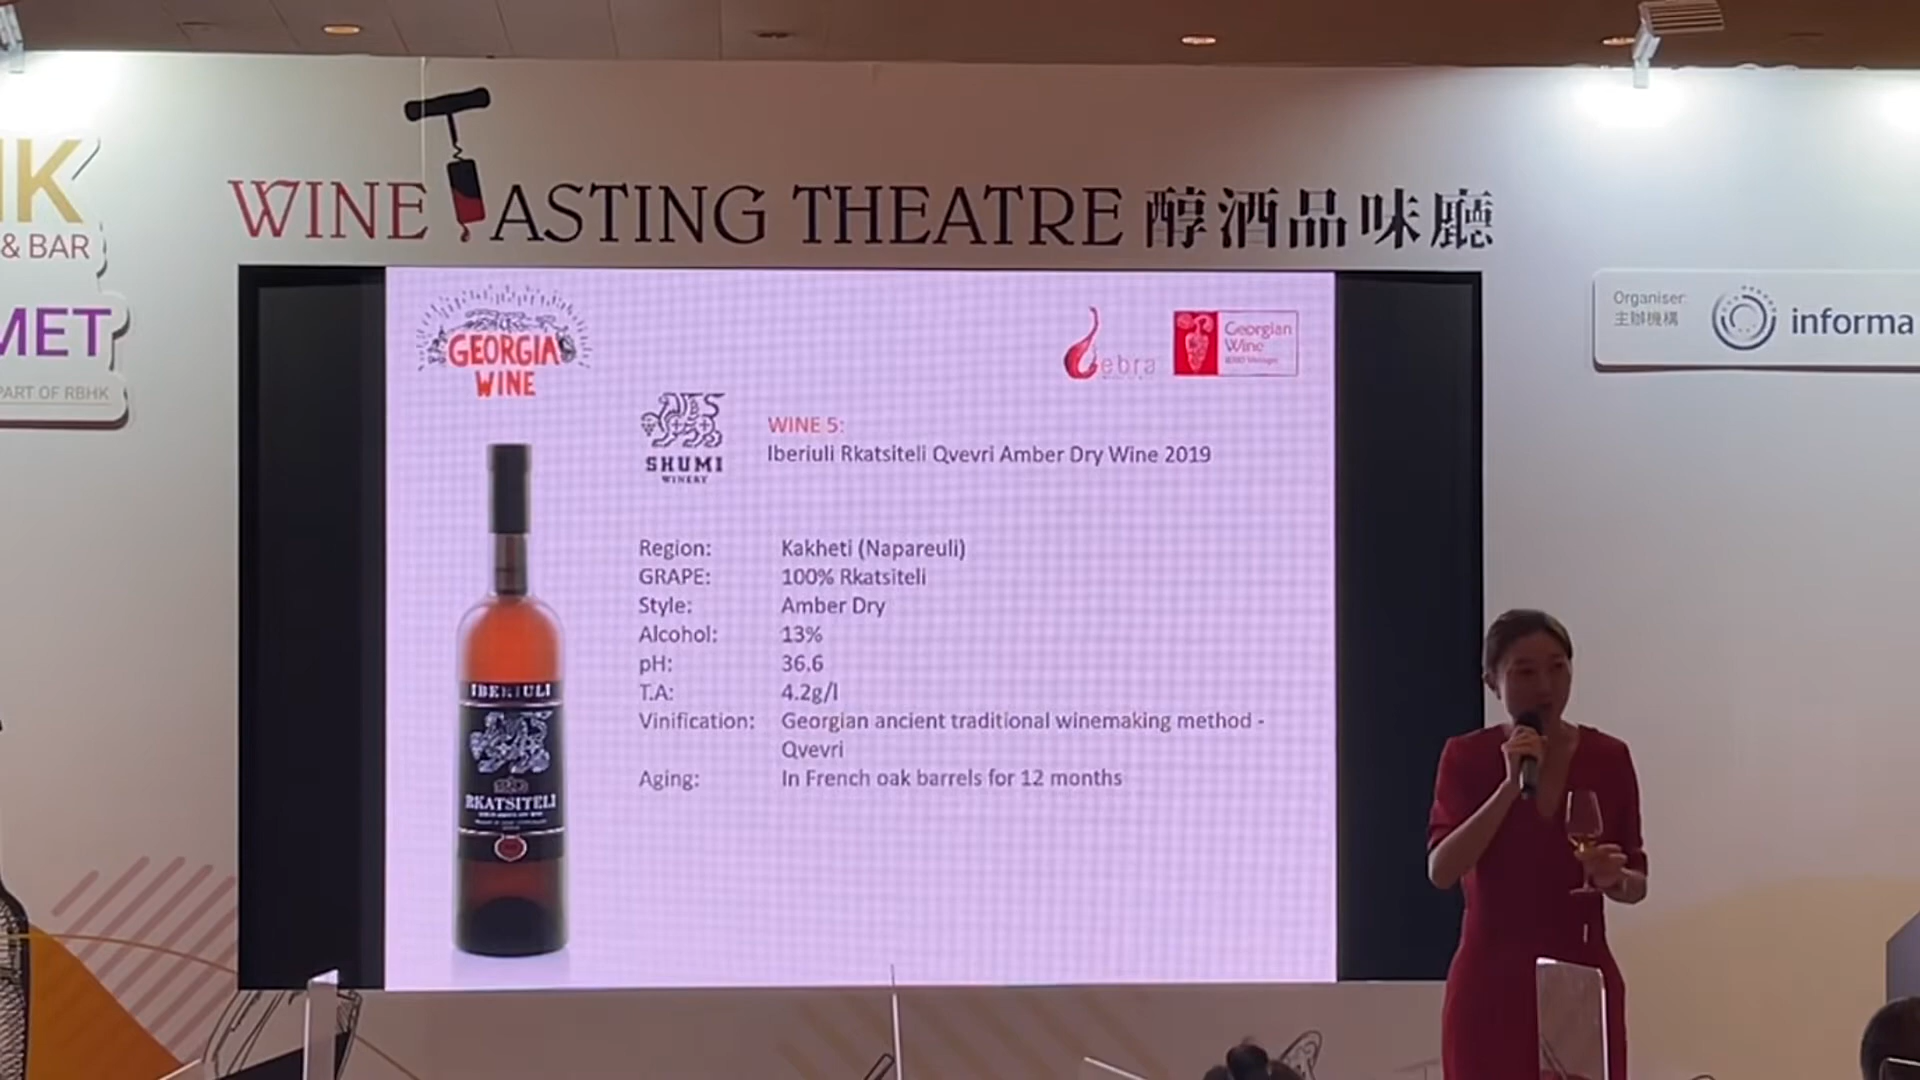 HK
& BAR
MET
PART OF RBHK
WINE TASTING THEATRE 醇酒品味廳
Organiser:
主辦機構
informa
GEORGIA
WINE
ebra
Georgian
Wine
SHUMI
WINERY
WINE 5:
Iberiuli Rkatsiteli Qvevri Amber Dry Wine 2019
Region: Kakheti (Napareuli)
GRAPE: 100% Rkatsiteli
Style: Amber Dry
Alcohol: 13%
pH: 36.6
T.A: 4.2g/l
Vinification: Georgian ancient traditional winemaking method -
Qvevri
Aging: In French oak barrels for 12 months
IBERIULI
RKATSITELI